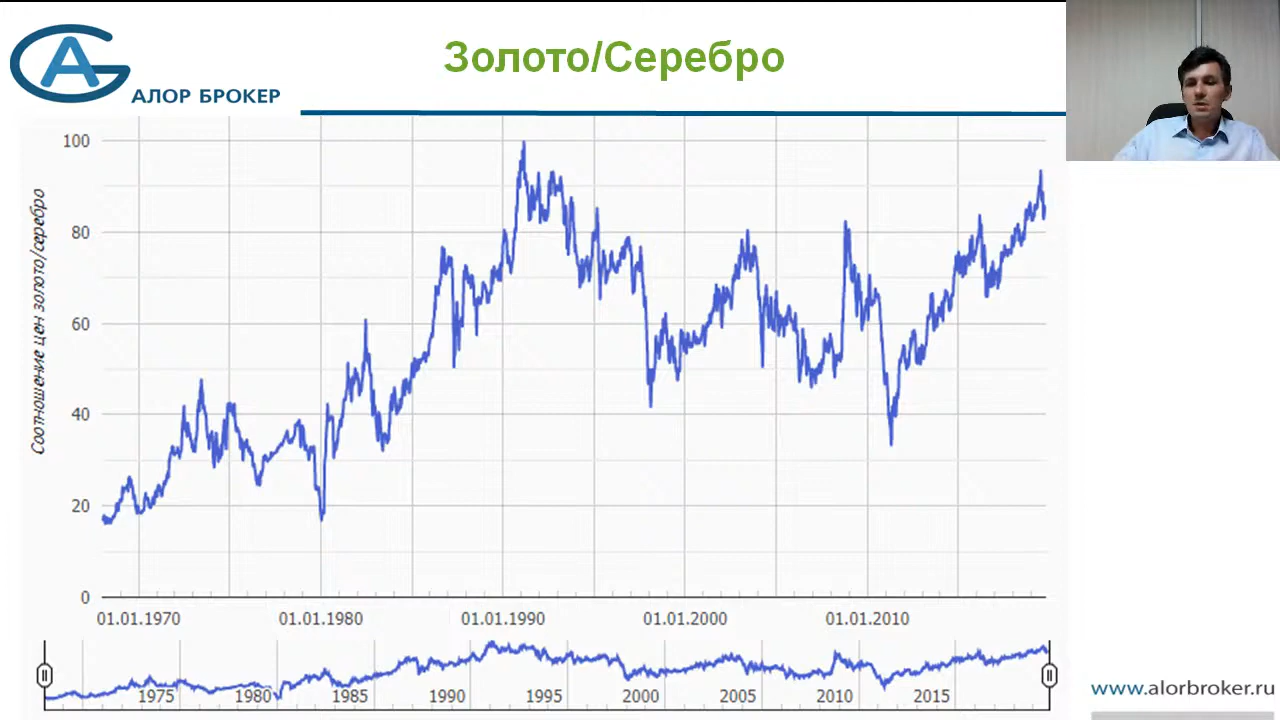 Золото/Серебро
АЛОР БРОКЕР
Соотношение цен золото/серебро
100
80
60
40
20
0
01.01.1970 01.01.1980 01.01.1990 01.01.2000 01.01.2010
1975 1980 1985 1990 1995 2000 2005 2010 2015
www.alorbroker.ru